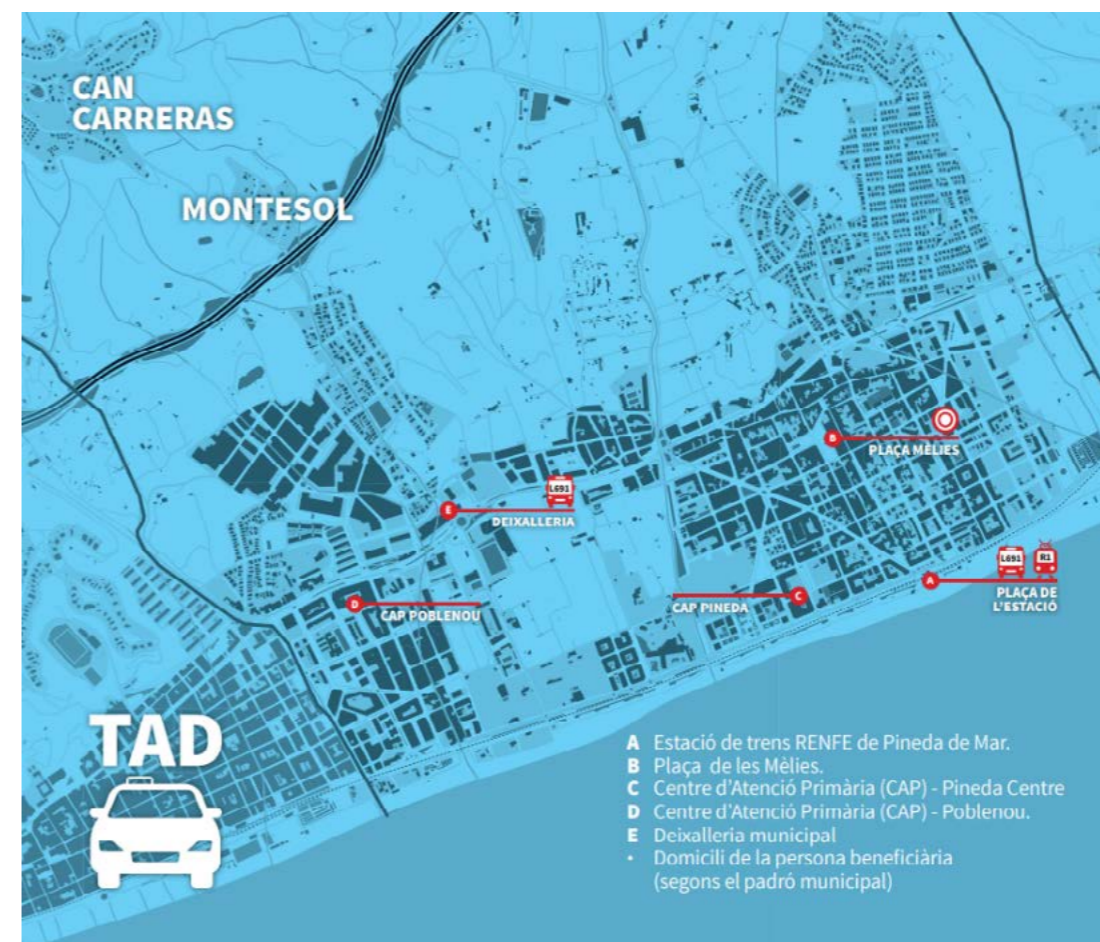 CAN
CARRERAS
MONTESOL
B
PLAÇA MÈLIES
L691
E
DEIXALLERIA
L691
R1
A
PLAÇA DE
L'ESTACIÓ
D
CAP POBLENOU
CAP PINEDA
C
TAD
A Estació de trens RENFE de Pineda de Mar.
B Plaça de les Mèlies.
C Centre d'Atenció Primària (CAP) - Pineda Centre
D Centre d'Atenció Primària (CAP) - Poblenou.
E Deixalleria municipal
• Domicili de la persona beneficiària
(segons el padró municipal)